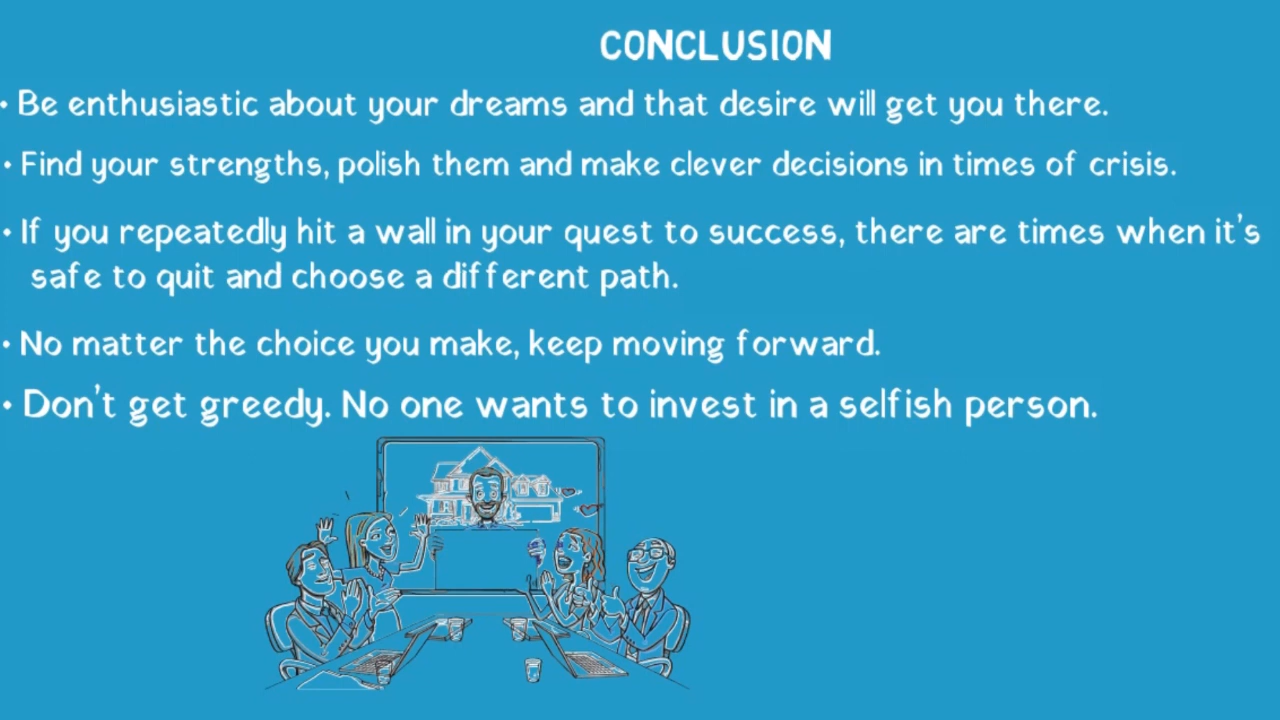 CONCLUSION
• Be enthusiastic about your dreams and that desire will get you there.
• Find your strengths, polish them and make clever decisions in times of crisis.
• If you repeatedly hit a wall in your quest to success, there are times when it's
safe to quit and choose a different path.
• No matter the choice you make, keep moving forward.
• Don't get greedy. No one wants to invest in a selfish person.